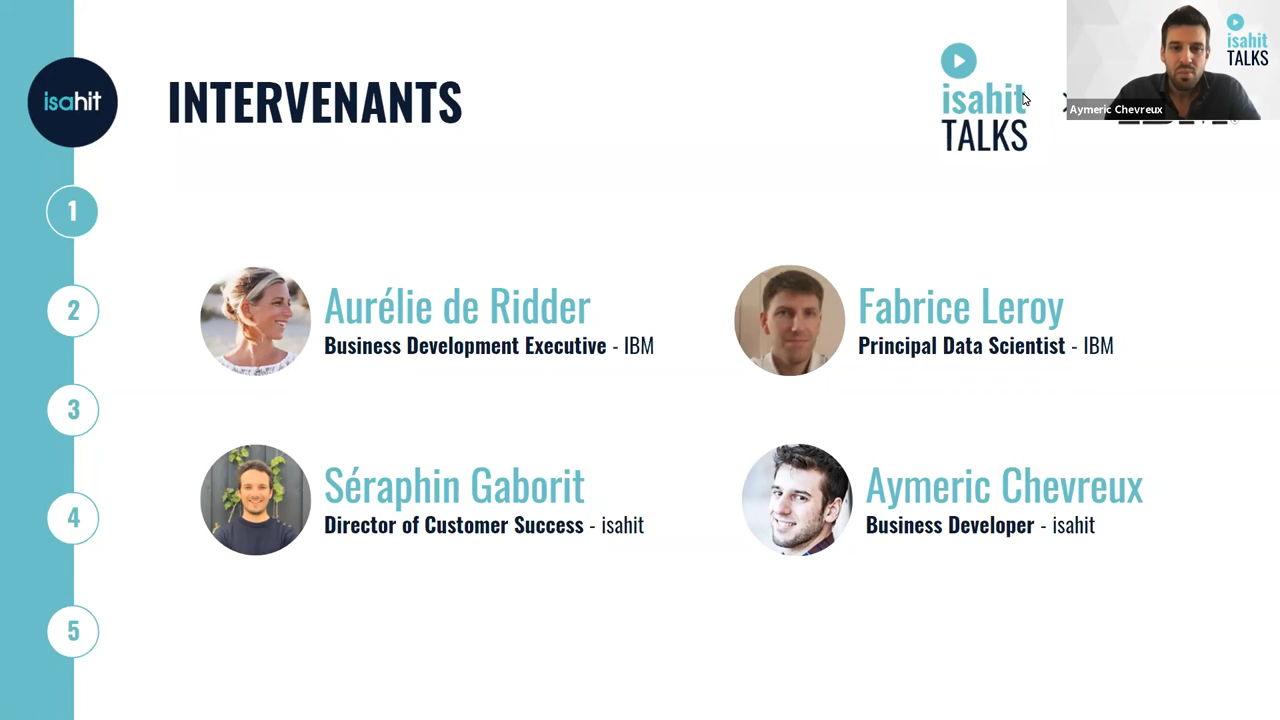 isahit
INTERVENANTS
isahit
TALKS
isahit
TALKS
Aymeric Chevreux
1
2
3
4
5
Aurélie de Ridder
Business Development Executive - IBM
Fabrice Leroy
Principal Data Scientist - IBM
Séraphin Gaborit
Director of Customer Success - isahit
Aymeric Chevreux
Business Developer - isahit